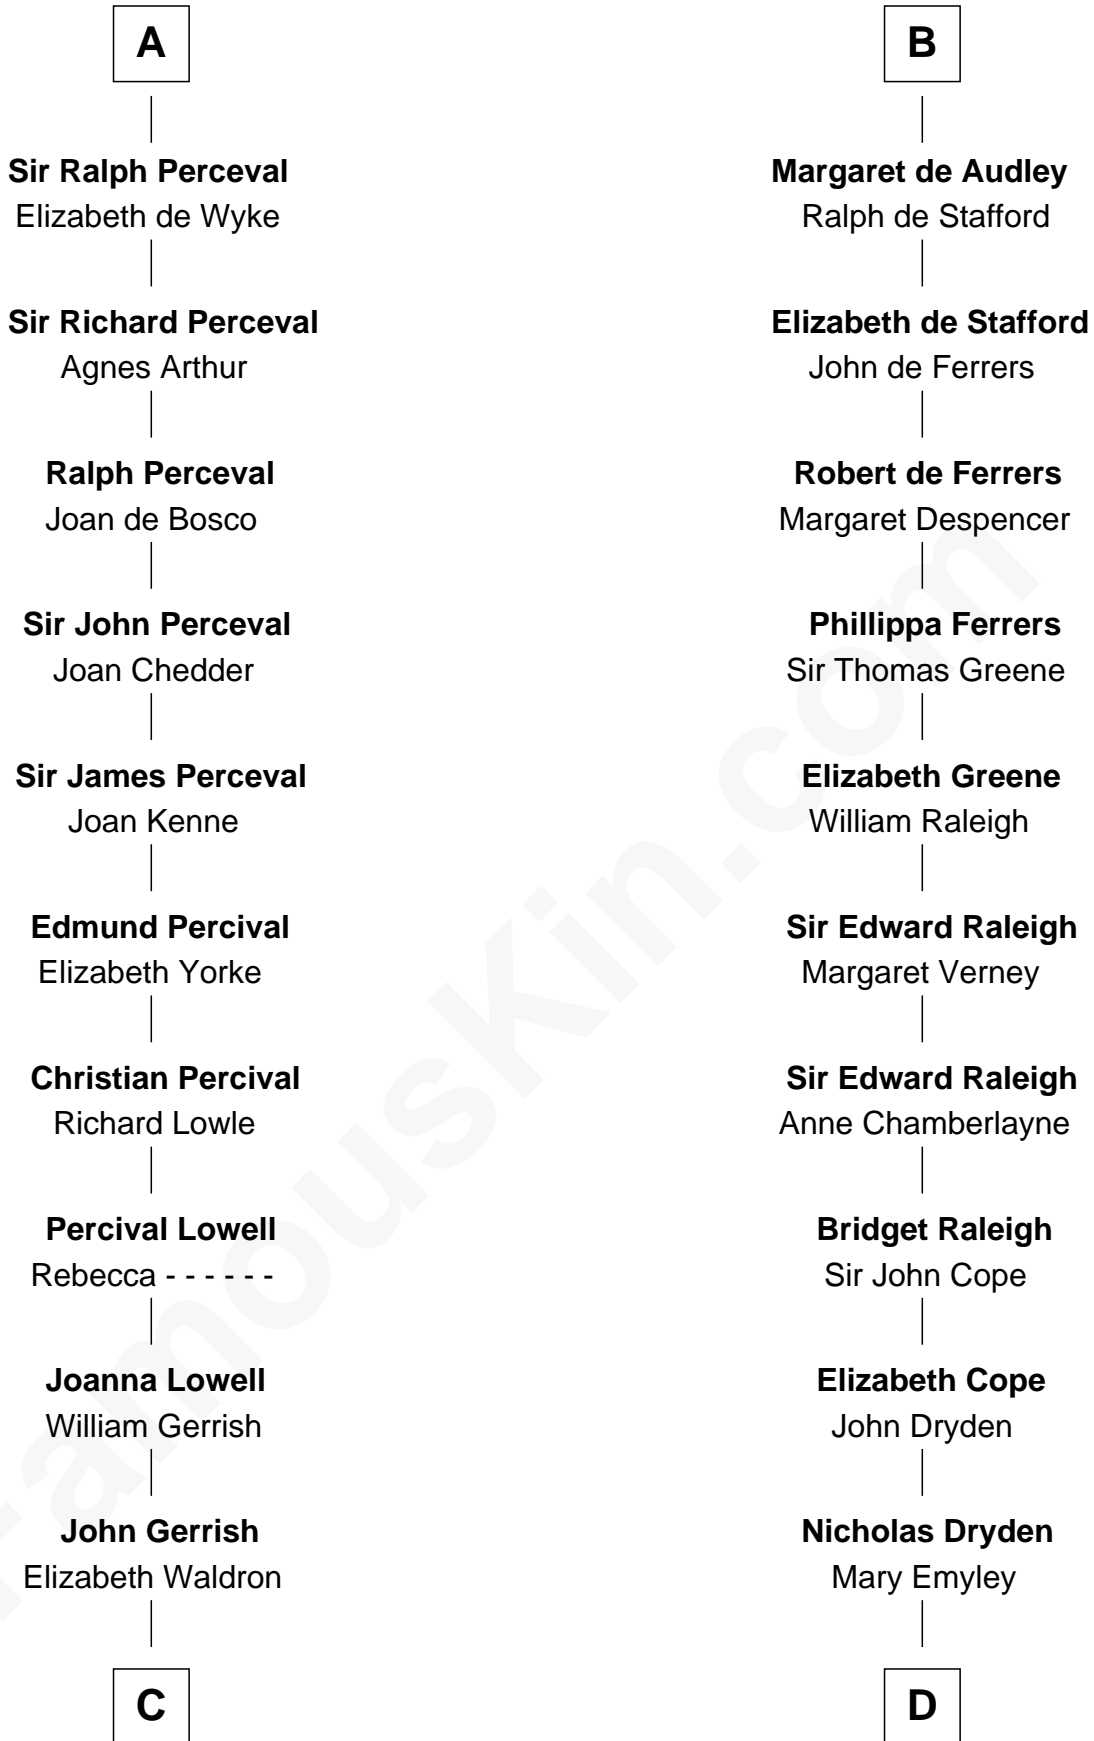 A
Sir Ralph Perceval
Elizabeth de Wyke
Sir Richard Perceval
Agnes Arthur
Ralph Perceval
Joan de Bosco
Sir John Perceval
Joan Chedder
Sir James Perceval
Joan Kenne
Edmund Percival
Elizabeth Yorke
Christian Percival
Richard Lowle
Percival Lowell
Rebecca - - - - - -
Joanna Lowell
William Gerrish
John Gerrish
Elizabeth Waldron
C
B
Margaret de Audley
Ralph de Stafford
Elizabeth de Stafford
John de Ferrers
Robert de Ferrers
Margaret Despencer
Phillippa Ferrers
Sir Thomas Greene
Elizabeth Greene
William Raleigh
Sir Edward Raleigh
Margaret Verney
Sir Edward Raleigh
Anne Chamberlayne
Bridget Raleigh
Sir John Cope
Elizabeth Cope
John Dryden
Nicholas Dryden
Mary Emyley
D
FamousKin.com